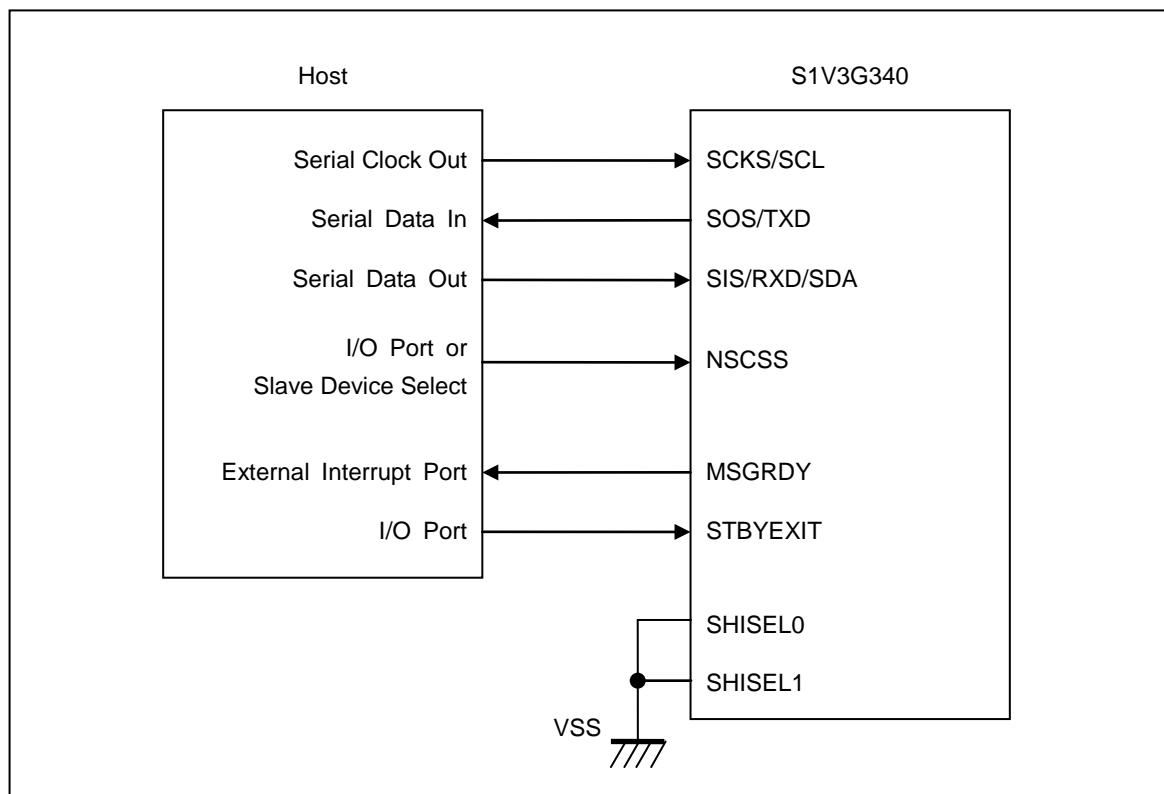 Host
S1V3G340
Serial Clock Out
SCKS/SCL
Serial Data In
SOS/TXD
Serial Data Out
SIS/RXD/SDA
I/O Port or
Slave Device Select
NSCSS
External Interrupt Port
MSGRDY
I/O Port
STBYEXIT
SHISEL0
SHISEL1
VSS